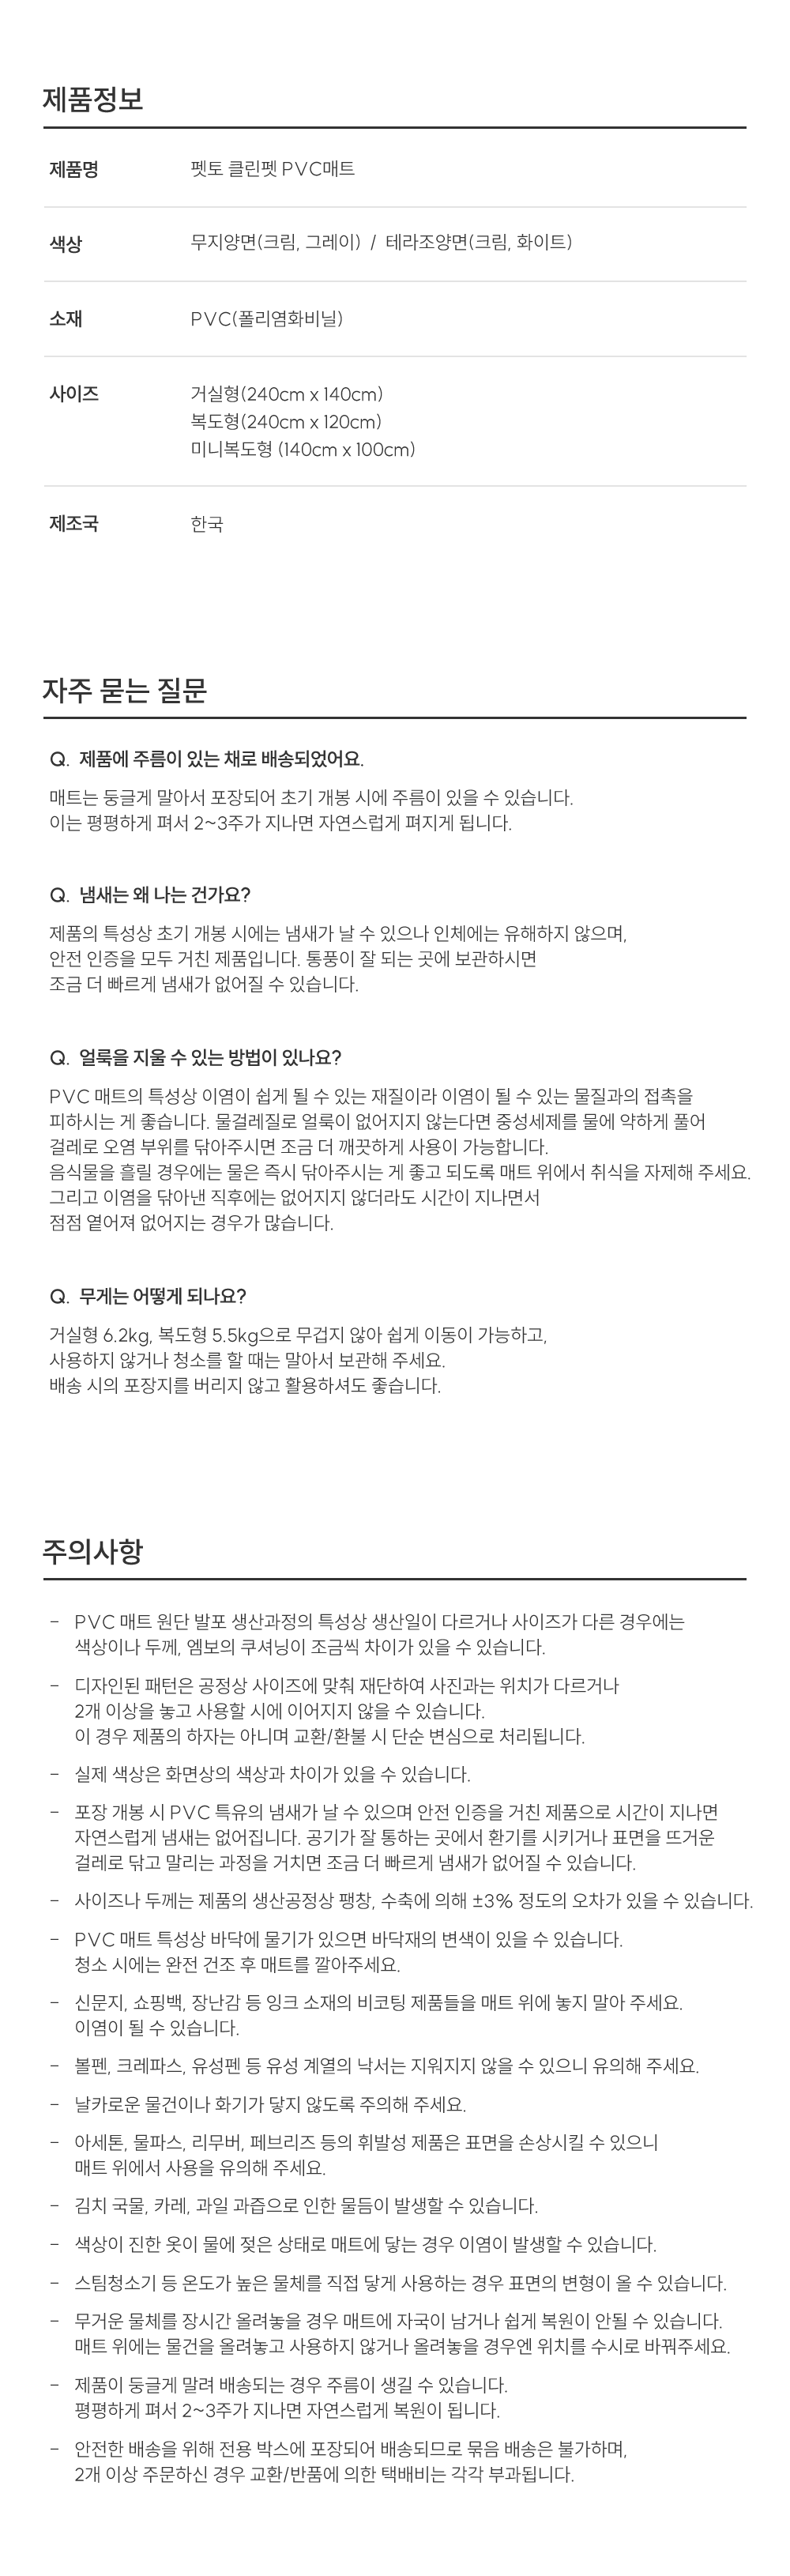 제품정보
제품명 펫토 클린펫 PVC매트
색상 무지양면(크림, 그레이) / 테라조양면(크림, 화이트)
소재 PVC(폴리염화비닐)
사이즈 거실형(240cm x 140cm)
복도형(240cm x 120cm)
미니복도형 (140cm x 100cm)
제조국 한국
자주 묻는 질문
Q. 제품에 주름이 있는 채로 배송되었어요.
매트는 둥글게 말아서 포장되어 초기 개봉 시에 주름이 있을 수 있습니다.
이는 평평하게 펴서 2~3주가 지나면 자연스럽게 펴지게 됩니다.
Q. 냄새는 왜 나는 건가요?
제품의 특성상 초기 개봉 시에는 냄새가 날 수 있으나 인체에는 유해하지 않으며,
안전 인증을 모두 거친 제품입니다. 통풍이 잘 되는 곳에 보관하시면
조금 더 빠르게 냄새가 없어질 수 있습니다.
Q. 얼룩을 지울 수 있는 방법이 있나요?
PVC 매트의 특성상 이염이 쉽게 될 수 있는 재질이라 이염이 될 수 있는 물질과의 접촉을
피하시는 게 좋습니다. 물걸레질로 얼룩이 없어지지 않는다면 중성세제를 물에 약하게 풀어
걸레로 오염 부위를 닦아주시면 조금 더 깨끗하게 사용이 가능합니다.
음식물을 흘릴 경우에는 물은 즉시 닦아주시는 게 좋고 되도록 매트 위에서 취식을 자제해 주세요.
그리고 이염을 닦아낸 직후에는 없어지지 않더라도 시간이 지나면서
점점 옅어져 없어지는 경우가 많습니다.
Q. 무게는 어떻게 되나요?
거실형 6.2kg, 복도형 5.5kg으로 무겁지 않아 쉽게 이동이 가능하고,
사용하지 않거나 청소를 할 때는 말아서 보관해 주세요.
배송 시의 포장지를 버리지 않고 활용하셔도 좋습니다.
주의사항
- PVC 매트 원단 발포 생산과정의 특성상 생산일이 다르거나 사이즈가 다른 경우에는
색상이나 두께, 엠보의 쿠셔닝이 조금씩 차이가 있을 수 있습니다.
- 디자인된 패턴은 공정상 사이즈에 맞춰 재단하여 사진과는 위치가 다르거나
2개 이상을 놓고 사용할 시에 이어지지 않을 수 있습니다.
이 경우 제품의 하자는 아니며 교환/환불 시 단순 변심으로 처리됩니다.
- 실제 색상은 화면상의 색상과 차이가 있을 수 있습니다.
- 포장 개봉 시 PVC 특유의 냄새가 날 수 있으며 안전 인증을 거친 제품으로 시간이 지나면
자연스럽게 냄새는 없어집니다. 공기가 잘 통하는 곳에서 환기를 시키거나 표면을 뜨거운
걸레로 닦고 말리는 과정을 거치면 조금 더 빠르게 냄새가 없어질 수 있습니다.
- 사이즈나 두께는 제품의 생산공정상 팽창, 수축에 의해 ±3% 정도의 오차가 있을 수 있습니다.
- PVC 매트 특성상 바닥에 물기가 있으면 바닥재의 변색이 있을 수 있습니다.
청소 시에는 완전 건조 후 매트를 깔아주세요.
- 신문지, 쇼핑백, 장난감 등 잉크 소재의 비코팅 제품들을 매트 위에 놓지 말아 주세요.
이염이 될 수 있습니다.
- 볼펜, 크레파스, 유성펜 등 유성 계열의 낙서는 지워지지 않을 수 있으니 유의해 주세요.
- 날카로운 물건이나 화기가 닿지 않도록 주의해 주세요.
- 아세톤, 물파스, 리무버, 페브리즈 등의 휘발성 제품은 표면을 손상시킬 수 있으니
매트 위에서 사용을 유의해 주세요.
- 김치 국물, 카레, 과일 과즙으로 인한 물듬이 발생할 수 있습니다.
- 색상이 진한 옷이 물에 젖은 상태로 매트에 닿는 경우 이염이 발생할 수 있습니다.
- 스팀청소기 등 온도가 높은 물체를 직접 닿게 사용하는 경우 표면의 변형이 올 수 있습니다.
- 무거운 물체를 장시간 올려놓을 경우 매트에 자국이 남거나 쉽게 복원이 안될 수 있습니다.
매트 위에는 물건을 올려놓고 사용하지 않거나 올려놓을 경우엔 위치를 수시로 바꿔주세요.
- 제품이 둥글게 말려 배송되는 경우 주름이 생길 수 있습니다.
평평하게 펴서 2~3주가 지나면 자연스럽게 복원이 됩니다.
- 안전한 배송을 위해 전용 박스에 포장되어 배송되므로 묶음 배송은 불가하며,
2개 이상 주문하신 경우 교환/반품에 의한 택배비는 각각 부과됩니다.